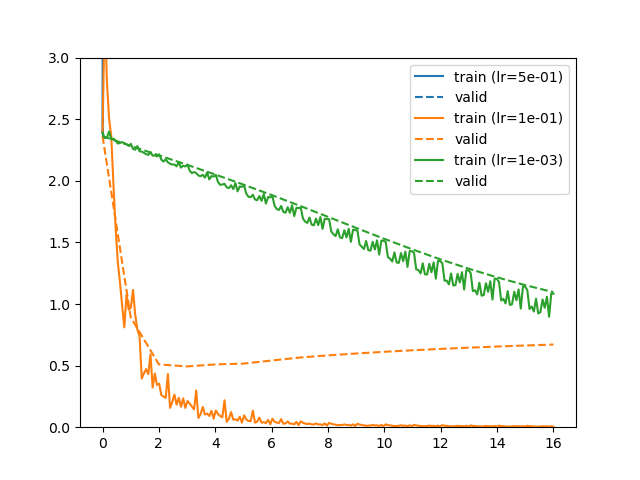 3.0
2.5
2.0
1.5
1.0
0.5
0.0
train (lr=5e-01)
valid
train (lr=1e-01)
valid
train (lr=1e-03)
valid
0 2 4 6 8 10 12 14 16